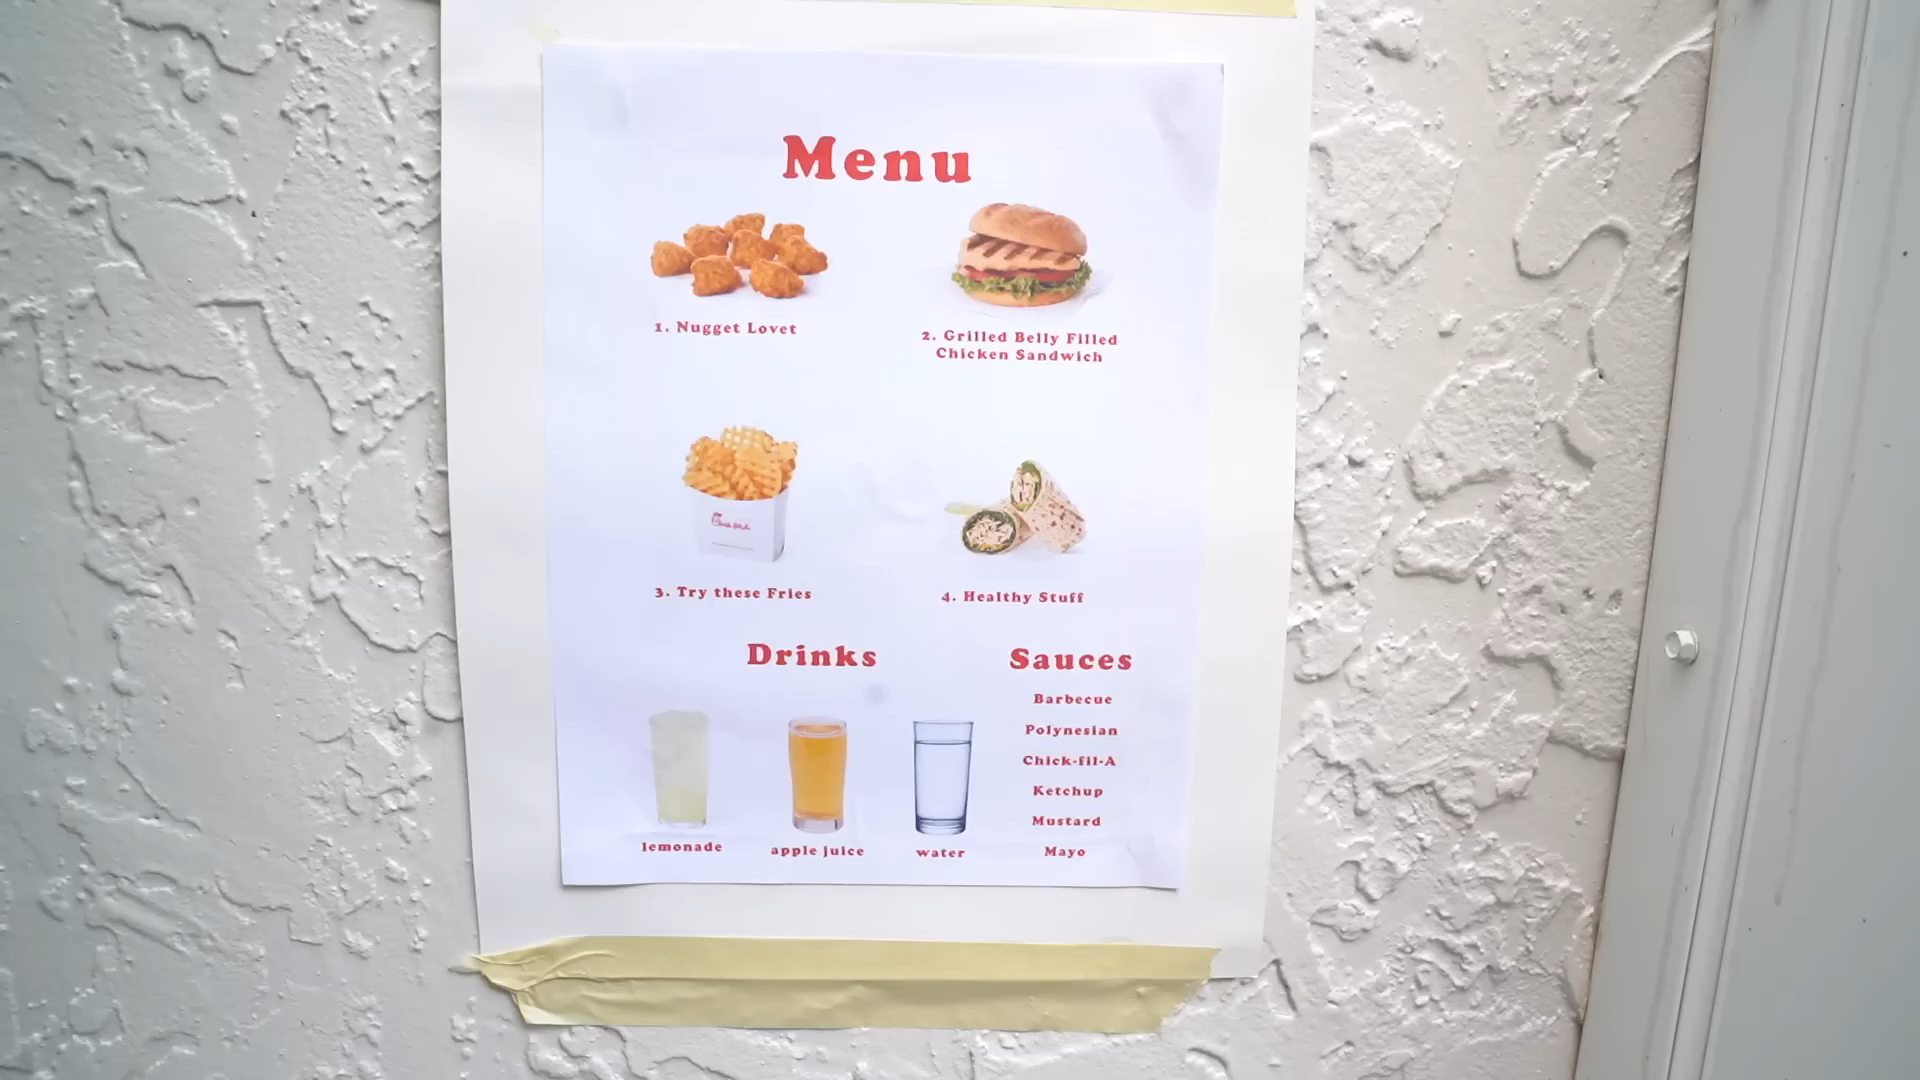 Menu
1. Nugget Lovet
2. Grilled Belly Filled
Chicken Sandwich
3. Try these Fries
4. Healthy Stuff
Drinks
lemonade
apple juice
water
Sauces
Barbecue
Polynesian
Chick-fil-A
Ketchup
Mustard
Mayo